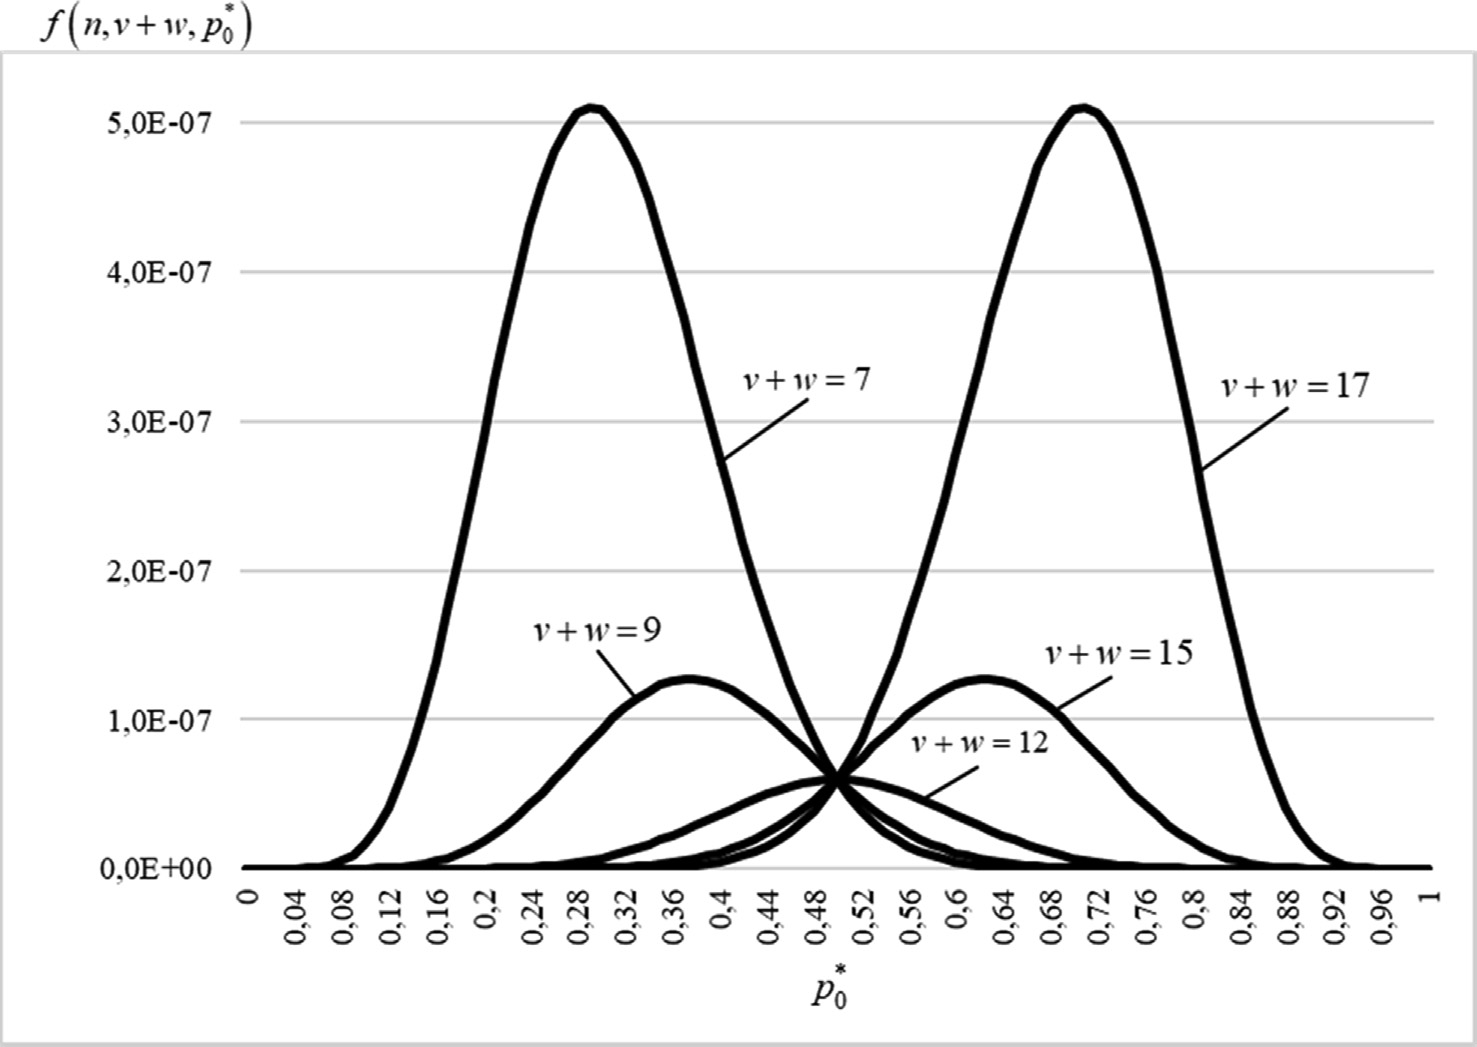 f(n, v + w, p₀*)
5,0E-07
4,0E-07
v + w = 7
v + w = 17
3,0E-07
2,0E-07
v + w = 9
v + w = 15
1,0E-07
v + w = 12
0,0E+00
0 0,04 0,08 0,12 0,16 0,2 0,24 0,28 0,32 0,36 0,4 0,44 0,48 0,52 0,56 0,6 0,64 0,68 0,72 0,76 0,8 0,84 0,88 0,92 0,96 1
p₀*